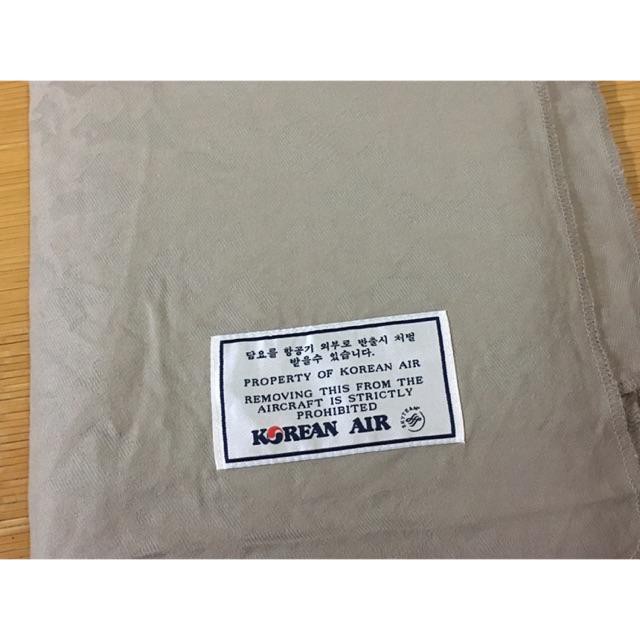 담요를 항공기 외부로 반출시 처벌
받을수 있습니다.
PROPERTY OF KOREAN AIR
REMOVING THIS FROM THE
AIRCRAFT IS STRICTLY
PROHIBITED
KOREAN AIR
SKYTEAM